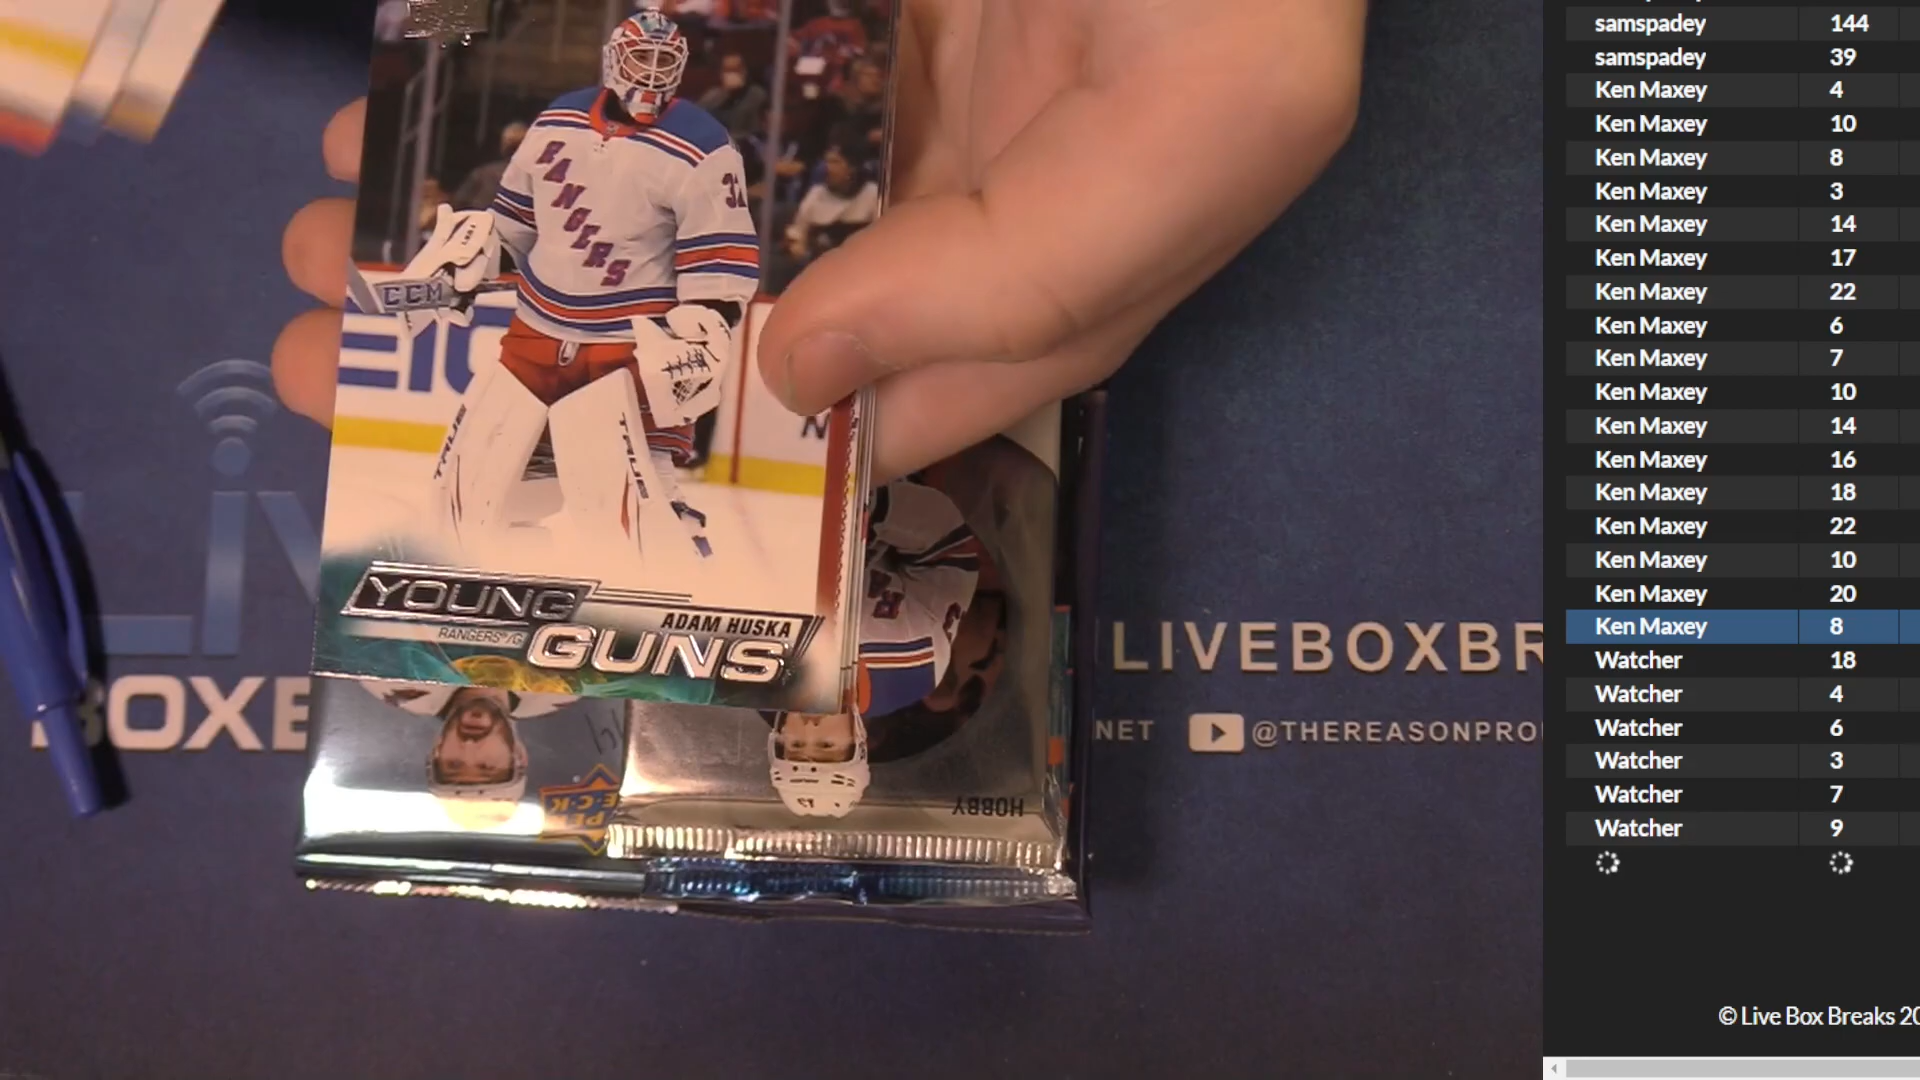 RANGERS
32
CCM
TRUE
TRUE
YOUNG
ADAM HUSKA
RANGERS®/G
GUNS
HOBBY
LIVEBOXBR
NET @THEREASONPRO
samspadey 144
samspadey 39
Ken Maxey 4
Ken Maxey 10
Ken Maxey 8
Ken Maxey 3
Ken Maxey 14
Ken Maxey 17
Ken Maxey 22
Ken Maxey 6
Ken Maxey 7
Ken Maxey 10
Ken Maxey 14
Ken Maxey 16
Ken Maxey 18
Ken Maxey 22
Ken Maxey 10
Ken Maxey 20
Ken Maxey 8
Watcher 18
Watcher 4
Watcher 6
Watcher 3
Watcher 7
Watcher 9
© Live Box Breaks 20